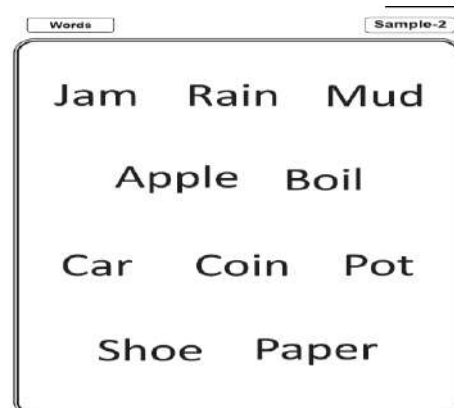 Words Sample-2
Jam Rain Mud
Apple Boil
Car Coin Pot
Shoe Paper